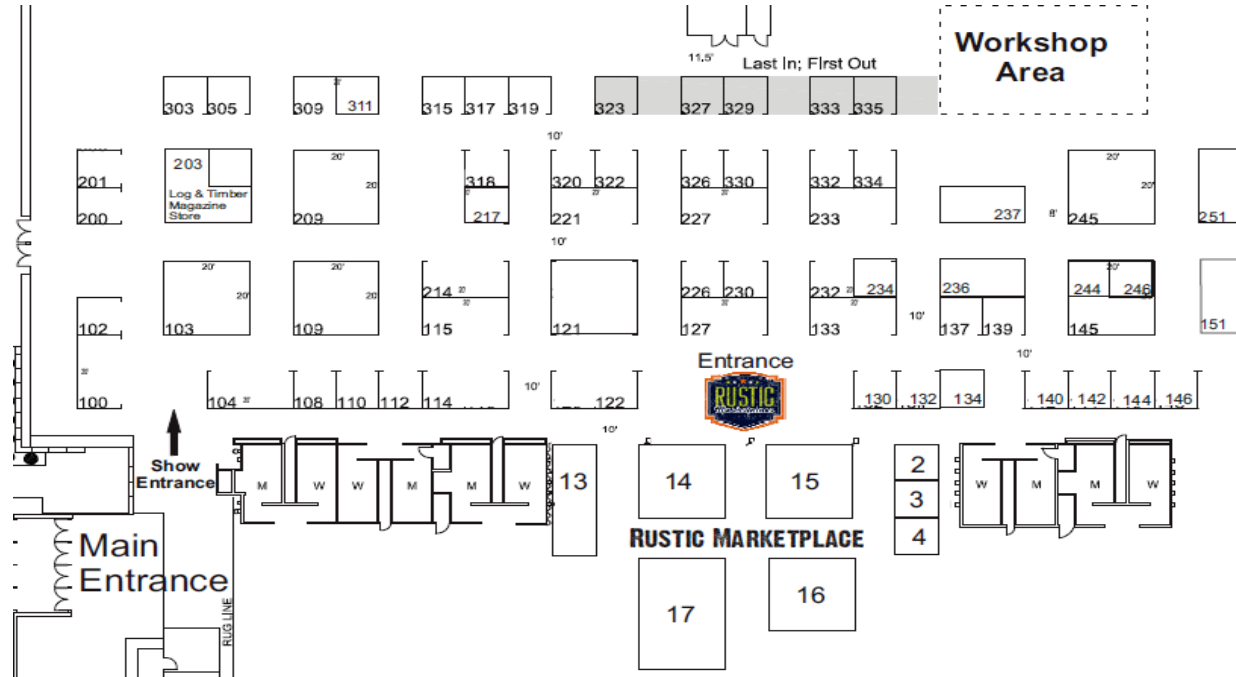 Workshop
Area
11.5'
Last In; First Out
303 305 309 311 315 317 319 323 327 329 333 335
10'
203
20'
20'
201 318 320 322 326 330 332 334
Log & Timber
Magazine
Store
20
20'
200 209 217 221 227 233 237 8' 245 251
10'
20' 20' 20'
214 226 230 232 234 236 244 246
20' 20'
102 103 109 115 121 127 133 10' 137 139 145 151
Entrance
10'
RUSTIC
Marketplace
10'
100 104 108 110 112 114 122 130 132 134 140 142 144 146
10'
Show
Entrance
M W W M M W
13 14 15 2
3
4
W M M W
RUSTIC MARKETPLACE
Main
Entrance
17 16
RUG LINE